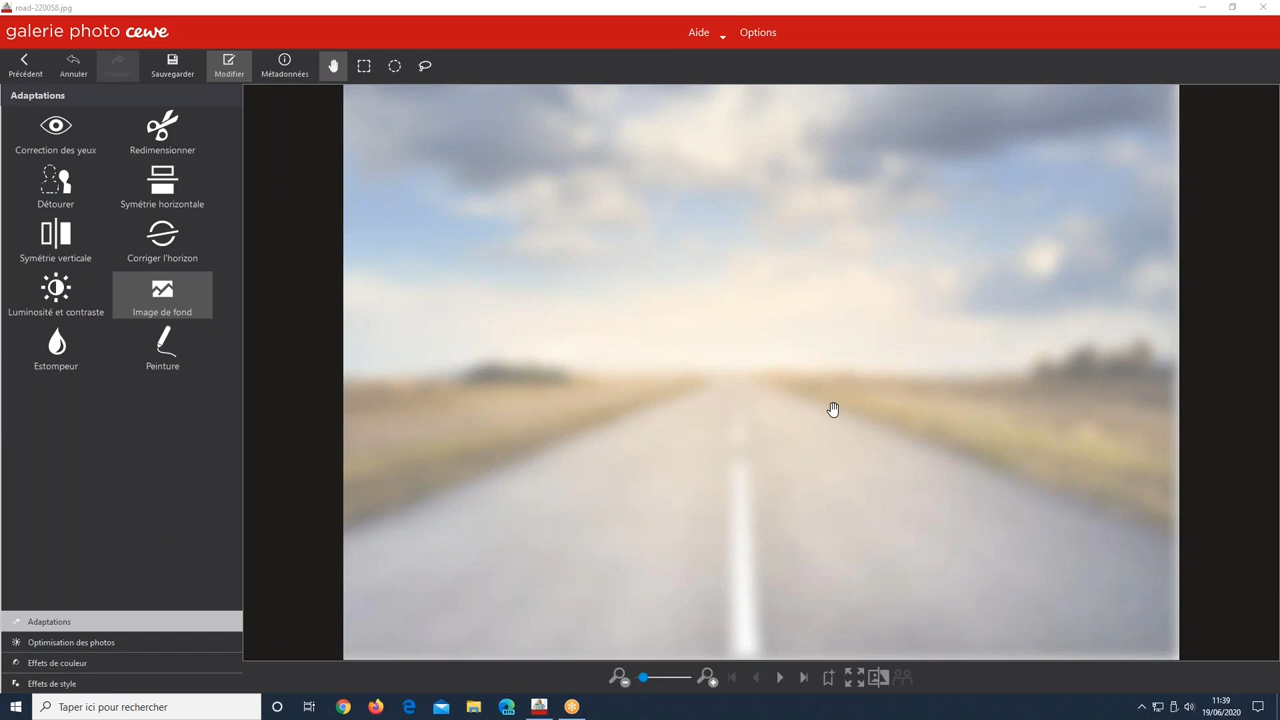 road-220058.jpg
galerie photo cewe
Aide
Options
Précédent
Annuler
Sauvegarder
Modifier
Métadonnées
Adaptations
Correction des yeux
Redimensionner
Détourer
Symétrie horizontale
Symétrie verticale
Corriger l'horizon
Luminosité et contraste
Image de fond
Estompeur
Peinture
Adaptations
Optimisation des photos
Effets de couleur
Effets de style
Taper ici pour rechercher
11:39
19/06/2020